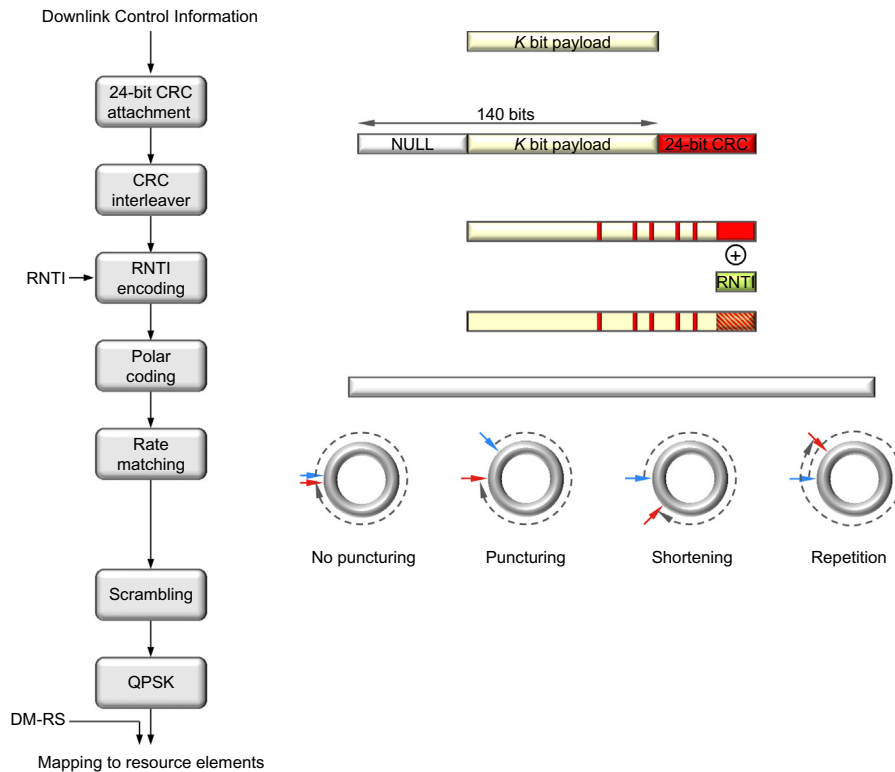 Downlink Control Information
K bit payload
24-bit CRC
attachment
140 bits
NULL
K bit payload
24-bit CRC
CRC
interleaver
RNTI
RNTI
encoding
RNTI
Polar
coding
Rate
matching
No puncturing
Puncturing
Shortening
Repetition
Scrambling
QPSK
DM-RS
Mapping to resource elements